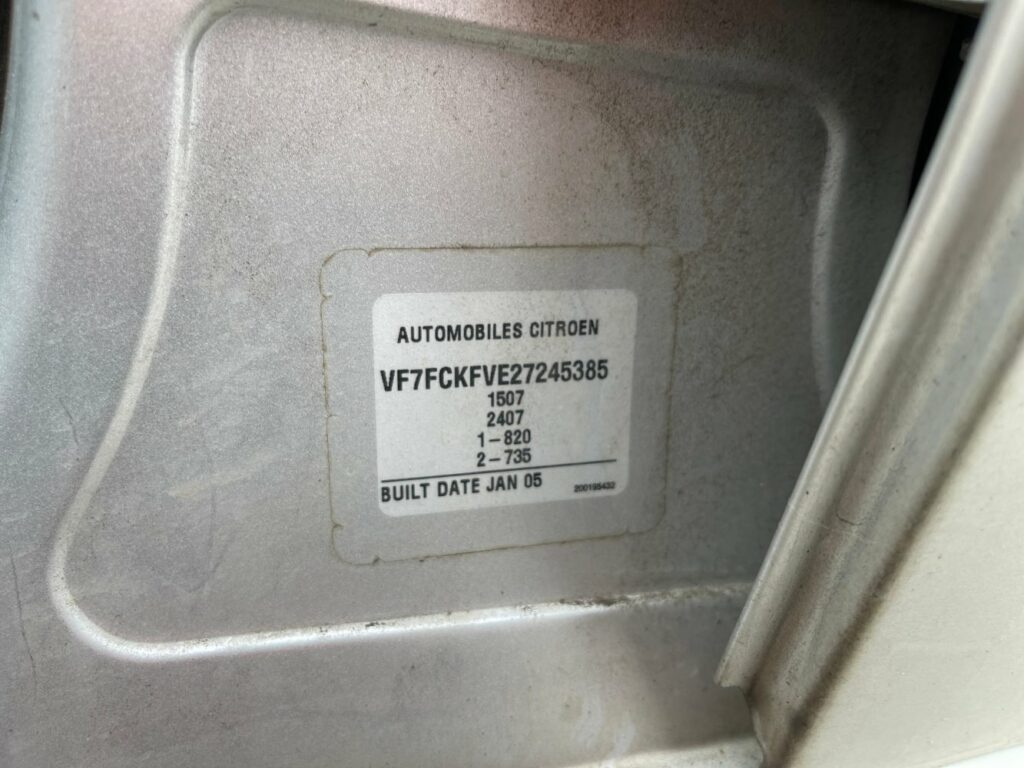 AUTOMOBILES CITROEN
VF7FCKFVE27245385
1507
2407
1-820
2-735
BUILT DATE JAN 05 200195432